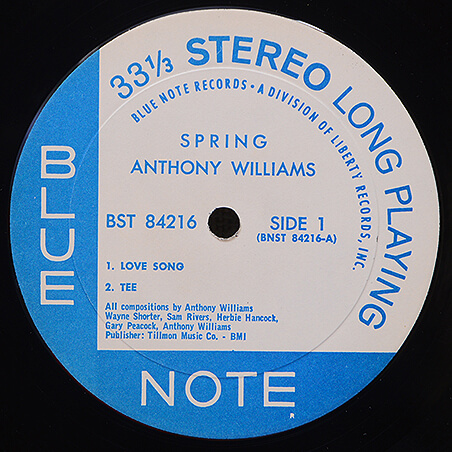 33 1/3 STEREO LONG PLAYING
BLUE NOTE RECORDS • A DIVISION OF LIBERTY RECORDS, INC.
SPRING
ANTHONY WILLIAMS
BST 84216
SIDE 1
(BNST 84216-A)
1. LOVE SONG
2. TEE
All compositions by Anthony Williams
Wayne Shorter, Sam Rivers, Herbie Hancock,
Gary Peacock, Anthony Williams
Publisher: Tillmon Music Co. - BMI
BLUE
NOTE
R